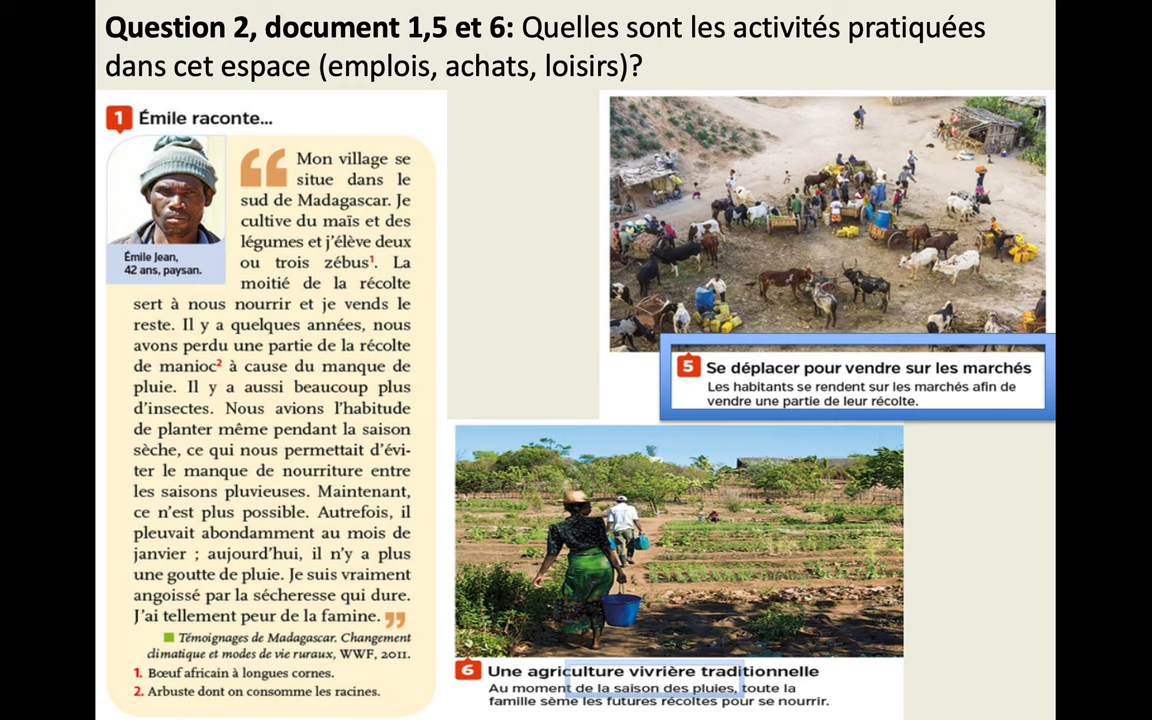 Question 2, document 1,5 et 6: Quelles sont les activités pratiquées
dans cet espace (emplois, achats, loisirs)?
1 Émile raconte...
Émile Jean,
42 ans, paysan.
“ Mon village se
situe dans le
sud de Madagascar. Je
cultive du maïs et des
légumes et j’élève deux
ou trois zébus¹. La
moitié de la récolte
sert à nous nourrir et je vends le
reste. Il y a quelques années, nous
avons perdu une partie de la récolte
de manioc² à cause du manque de
pluie. Il y a aussi beaucoup plus
d’insectes. Nous avions l’habitude
de planter même pendant la saison
sèche, ce qui nous permettait d’évi-
ter le manque de nourriture entre
les saisons pluvieuses. Maintenant,
ce n’est plus possible. Autrefois, il
pleuvait abondamment au mois de
janvier ; aujourd’hui, il n’y a plus
une goutte de pluie. Je suis vraiment
angoissé par la sécheresse qui dure.
J’ai tellement peur de la famine. ”
Témoignages de Madagascar. Changement
climatique et modes de vie ruraux, WWF, 2011.
1. Bœuf africain à longues cornes.
2. Arbuste dont on consomme les racines.
5 Se déplacer pour vendre sur les marchés
Les habitants se rendent sur les marchés afin de
vendre une partie de leur récolte.
6 Une agriculture vivrière traditionnelle
Au moment de la saison des pluies, toute la
famille sème les futures récoltes pour se nourrir.